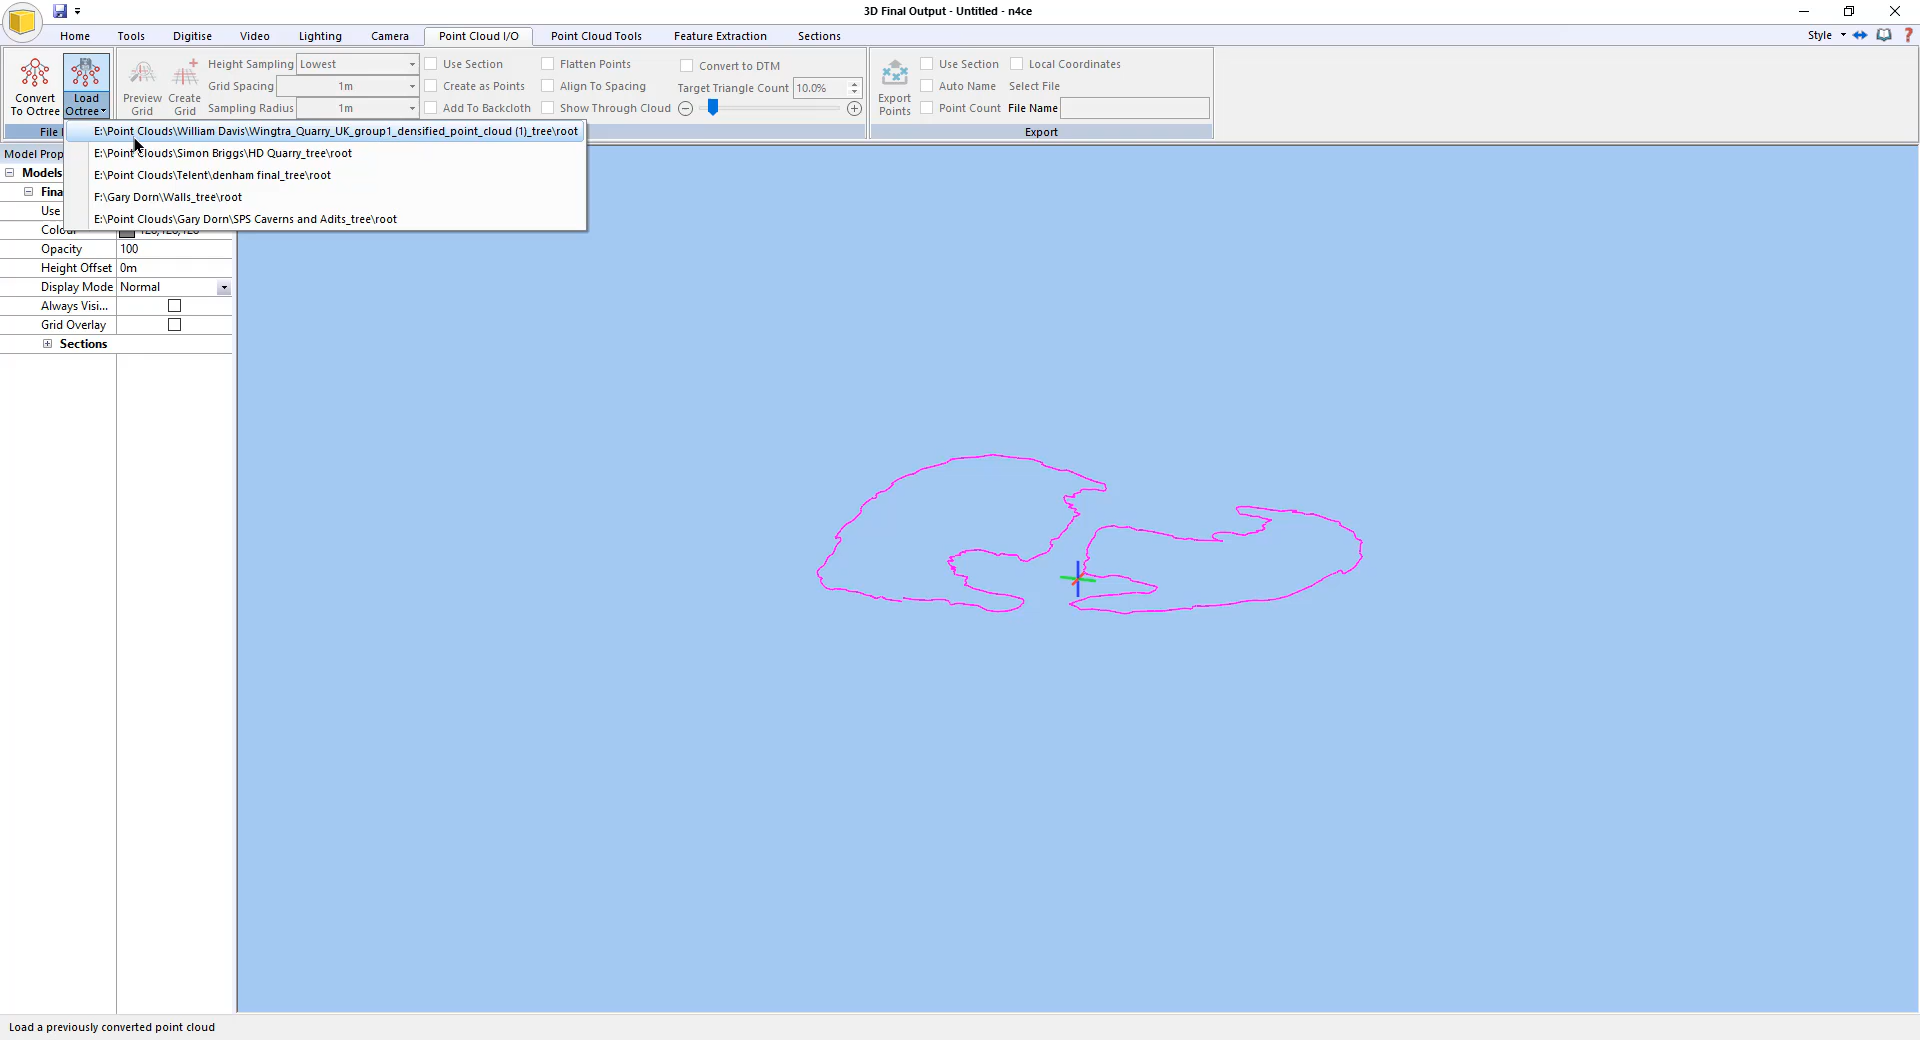 3D Final Output - Untitled - n4ce
Home Tools Digitise Video Lighting Camera Point Cloud I/O Point Cloud Tools Feature Extraction Sections Style
Convert To Octree
Load Octree
Preview Grid
Create Grid
Height Sampling Lowest
Grid Spacing 1m
Sampling Radius 1m
Use Section
Create as Points
Add To Backcloth
Flatten Points
Align To Spacing
Show Through Cloud
Convert to DTM
Target Triangle Count 10.0%
Export Points
Use Section Local Coordinates
Auto Name Select File
Point Count File Name
File
Export
E:\Point Clouds\William Davis\Wingtra_Quarry_UK_group1_densified_point_cloud (1)_tree\root
E:\Point Clouds\Simon Briggs\HD Quarry_tree\root
E:\Point Clouds\Telent\denham final_tree\root
F:\Gary Dorn\Walls_tree\root
E:\Point Clouds\Gary Dorn\SPS Caverns and Adits_tree\root
Model Prop
Models
Fina
Use
Colour
Opacity 100
Height Offset 0m
Display Mode Normal
Always Visi...
Grid Overlay
Sections
Load a previously converted point cloud